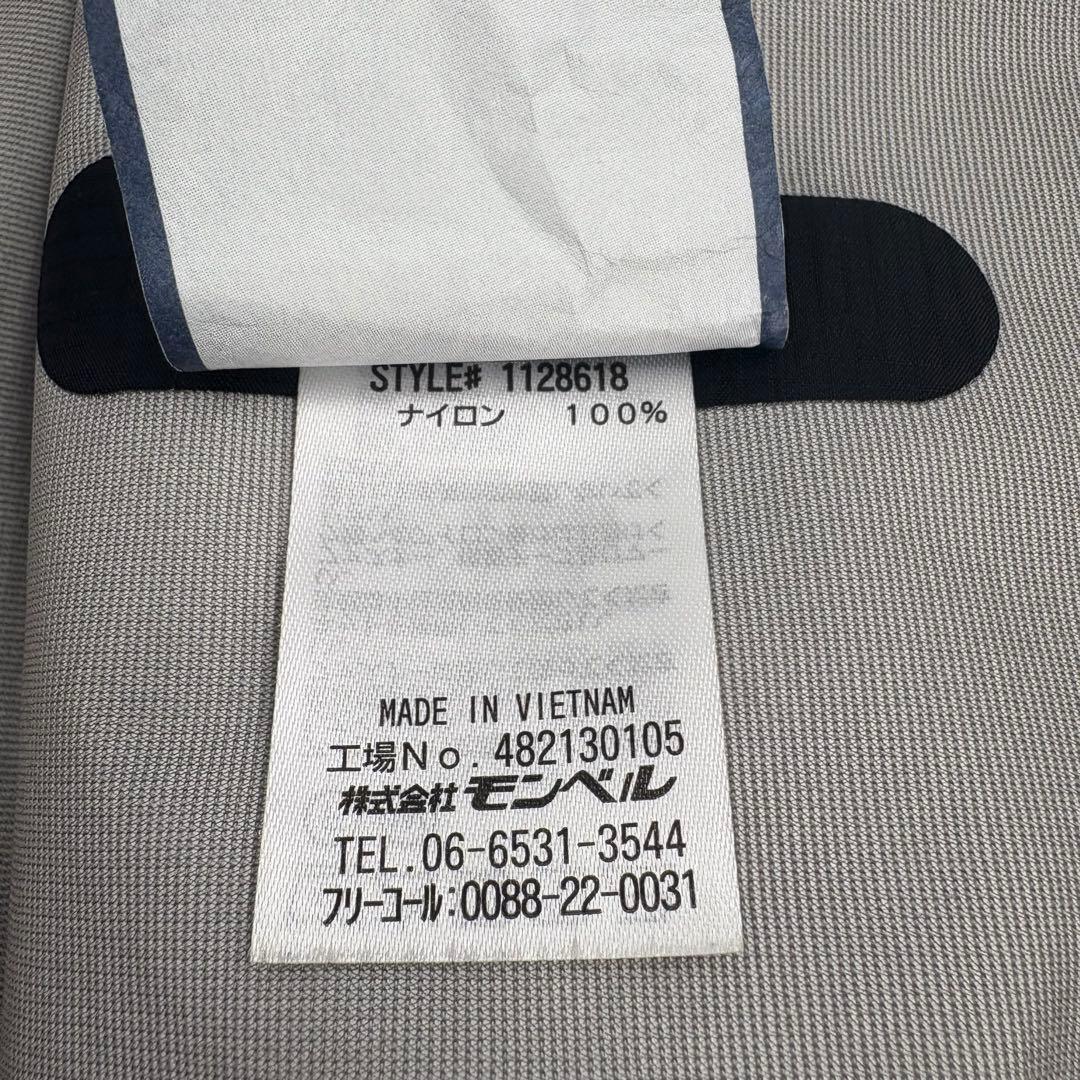 STYLE# 1128618
ナイロン 100%
MADE IN VIETNAM
工場No. 482130105
株式会社モンベル
TEL.06-6531-3544
フリーコール:0088-22-0031